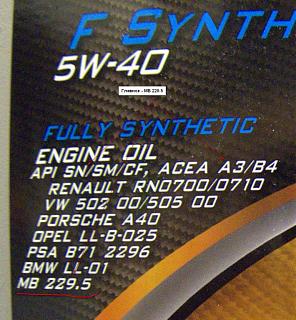 F SYNTH
5W-40
Главное - MB 229.5
FULLY SYNTHETIC
ENGINE OIL
API SN/SM/CF, ACEA A3/B4
RENAULT RN0700/0710
VW 502 00/505 00
PORSCHE A40
OPEL LL-B-025
PSA B71 2296
BMW LL-01
MB 229.5